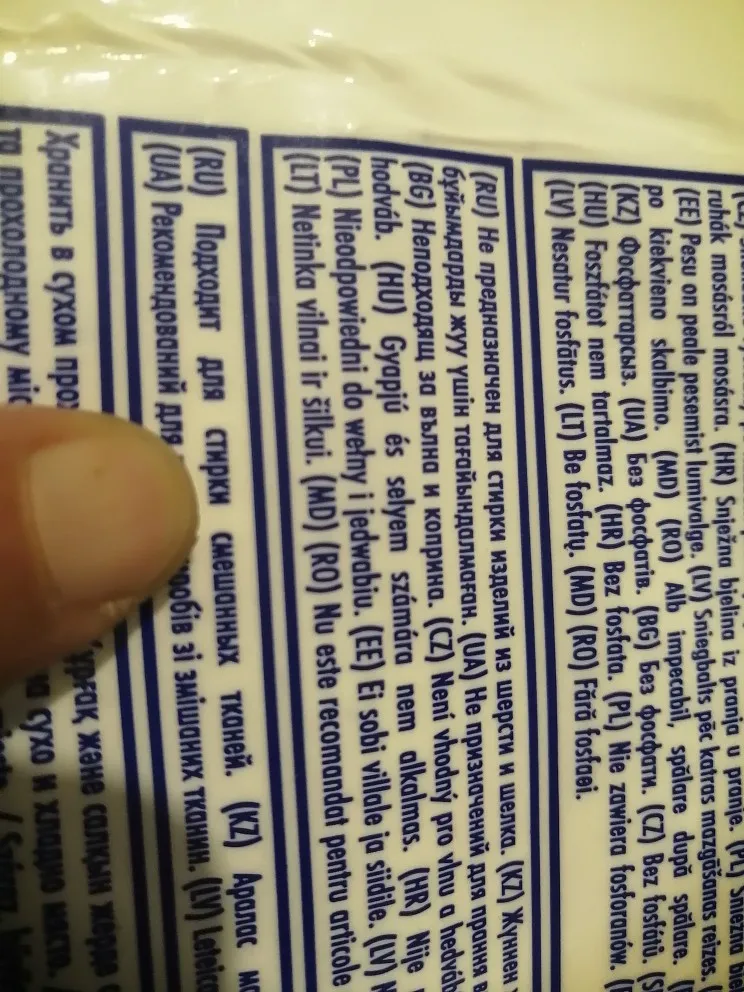 ruhák mosásról mosásra. (HR) Snježna bjelina iz pranja u pranje. (PL)
(EE) Pesu on peale pesemist lumivalge. (LV) Sniegbalts pēc katras mazgāšanas reizes.
po kiekvieno skalbimo. (MD) (RO) Alb impecabil, spălare după spălare.
(KZ) Фосфаттарсыз. (UA) Без фосфатів. (BG) Без фосфати. (CZ) Bez fosfátů.
(HU) Foszfátot nem tartalmaz. (HR) Bez fosfata. (PL) Nie zawiera fosforanów.
(LV) Nesatur fosfātus. (LT) Be fosfatų. (MD) (RO) Fără fosfaţi.
(RU) Не предназначен для стирки изделий из шерсти и шелка. (KZ) Жүннен
бұйымдарды жуу үшін тағайындалмаған. (UA) Не призначений для прання
(BG) Неподходящ за вълна и коприна. (CZ) Není vhodný pro vlnu a hedváb
hodváb. (HU) Gyapjú és selyem számára nem alkalmas. (HR) Nije
(PL) Nieodpowiedni do wełny i jedwabiu. (EE) Ei sobi villale ja siidile. (LV)
(LT) Netinka vilnai ir šilkui. (MD) (RO) Nu este recomandat pentru articole
(RU) Подходит для стирки смешанных тканей. (KZ) Аралас
(UA) Рекомендований для зі змішаних тканин. (LV)
Хранить в сухом құрғақ және салқын жерде
та прохолодному сухо и хладно място.